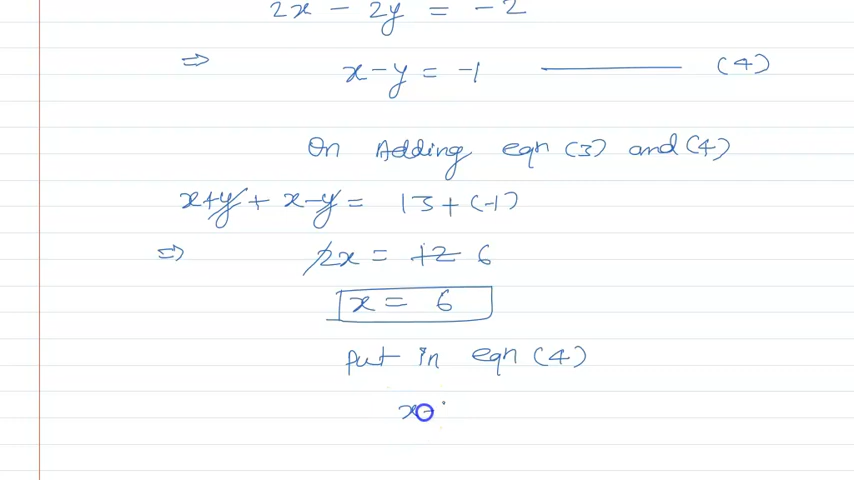 2x - 2y = -2
⇒ x - y = -1 ——— (4)
On Adding eqn (3) and (4)
x+y + x-y = 13 + (-1)
⇒ 2x = 12 6
x = 6
Put in eqn (4)
x-